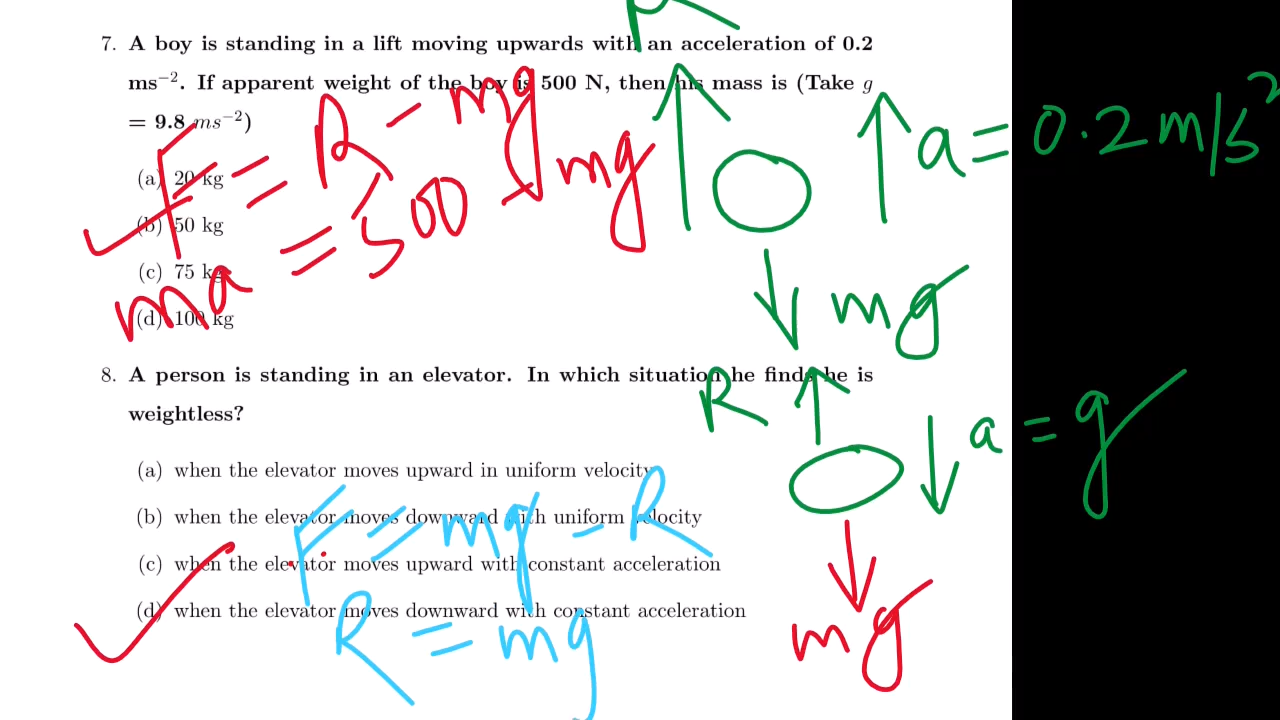 R
7. A boy is standing in a lift moving upwards with an acceleration of 0.2
ms⁻². If apparent weight of the boy is 500 N, then his mass is (Take g
= 9.8 ms⁻²)
(a) 20 kg
(b) 50 kg
(c) 75 kg
(d) 100 kg
F = R - mg
ma = 500 mg
a = 0.2 m/s²
mg
8. A person is standing in an elevator. In which situation he finds he is
weightless?
(a) when the elevator moves upward in uniform velocity
(b) when the elevator moves downward with uniform velocity
(c) when the elevator moves upward with constant acceleration
(d) when the elevator moves downward with constant acceleration
R
a = g
F = mg - R
R = mg
mg